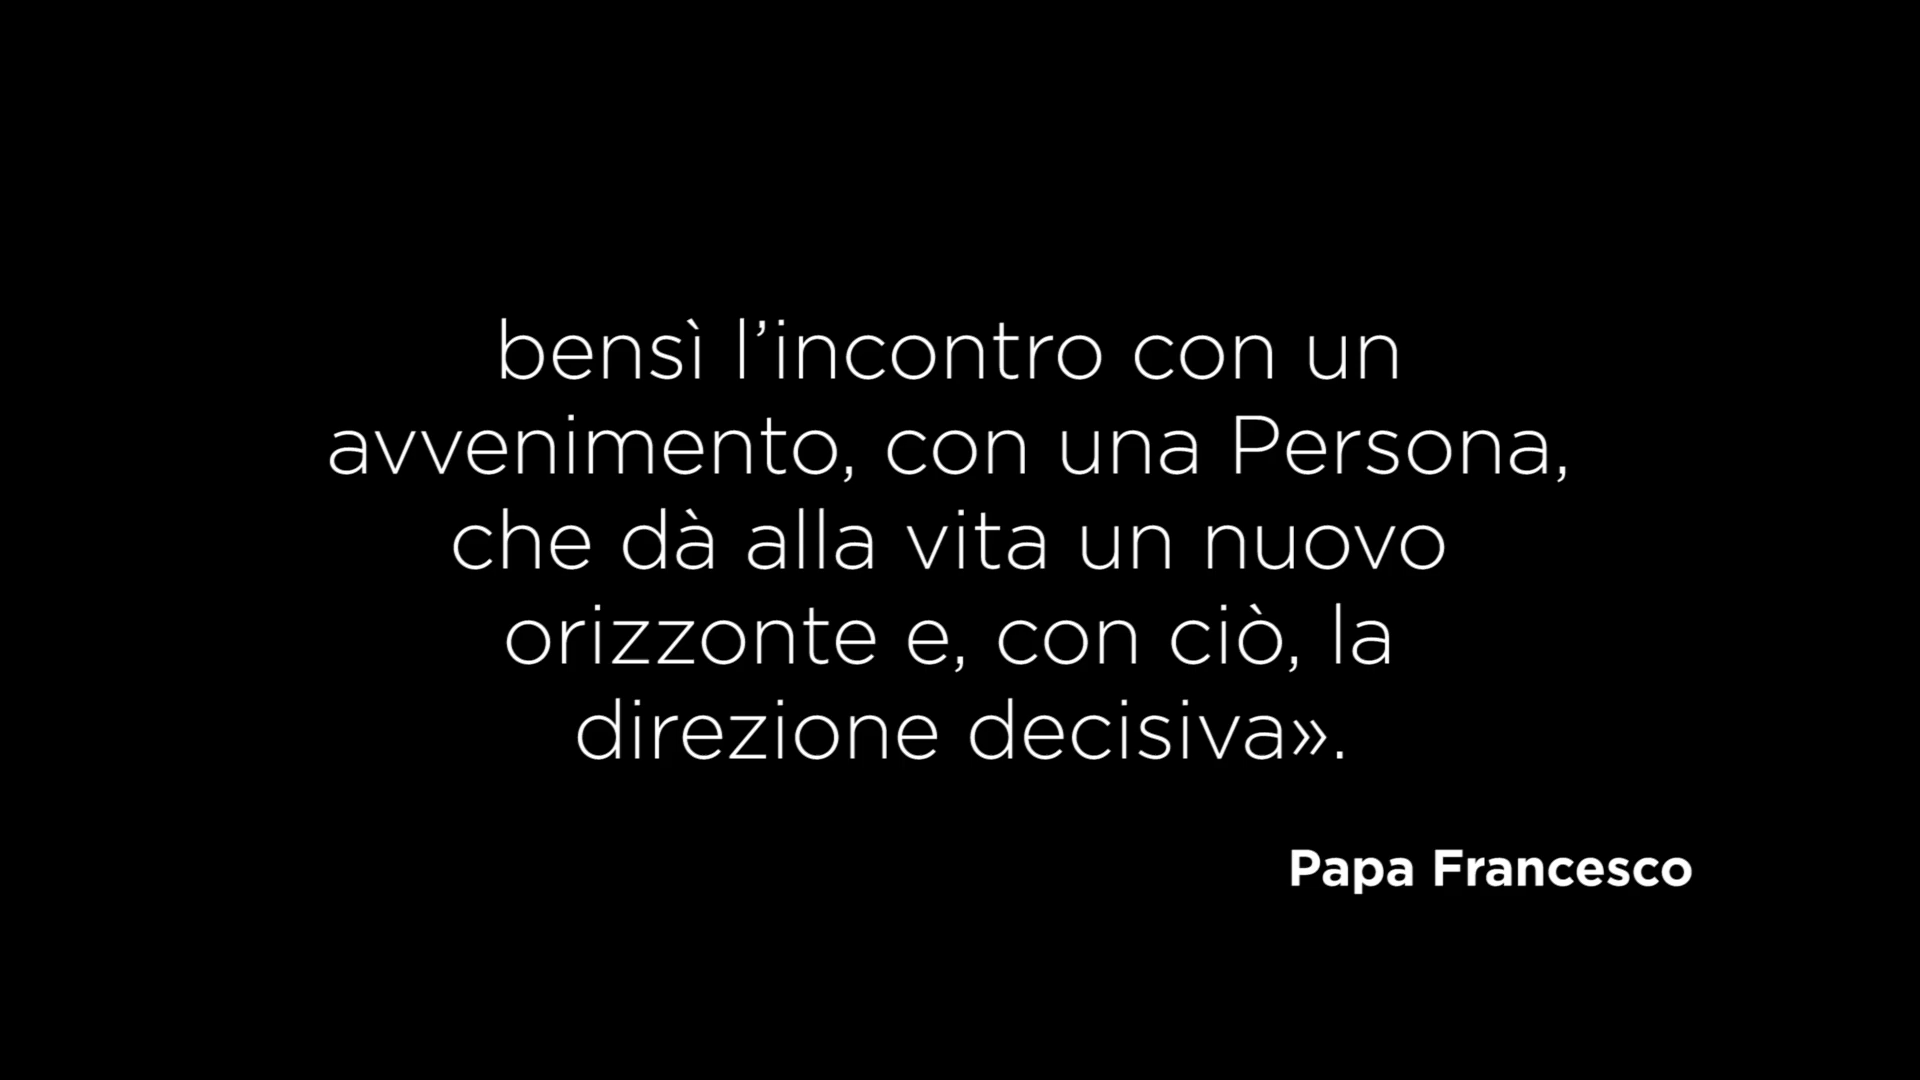 bensì l’incontro con un
avvenimento, con una Persona,
che dà alla vita un nuovo
orizzonte e, con ciò, la
direzione decisiva».
Papa Francesco